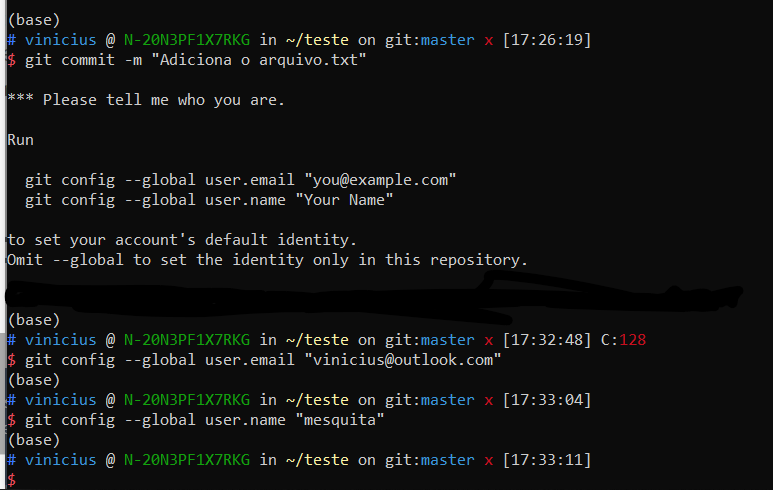 (base)
# vinicius @ N-20N3PF1X7RKG in ~/teste on git:master x [17:26:19]
$ git commit -m "Adiciona o arquivo.txt"
*** Please tell me who you are.
Run
git config --global user.email "you@example.com"
git config --global user.name "Your Name"
to set your account's default identity.
Omit --global to set the identity only in this repository.
(base)
# vinicius @ N-20N3PF1X7RKG in ~/teste on git:master x [17:32:48] C:128
$ git config --global user.email "vinicius@outlook.com"
(base)
# vinicius @ N-20N3PF1X7RKG in ~/teste on git:master x [17:33:04]
$ git config --global user.name "mesquita"
(base)
# vinicius @ N-20N3PF1X7RKG in ~/teste on git:master x [17:33:11]
$